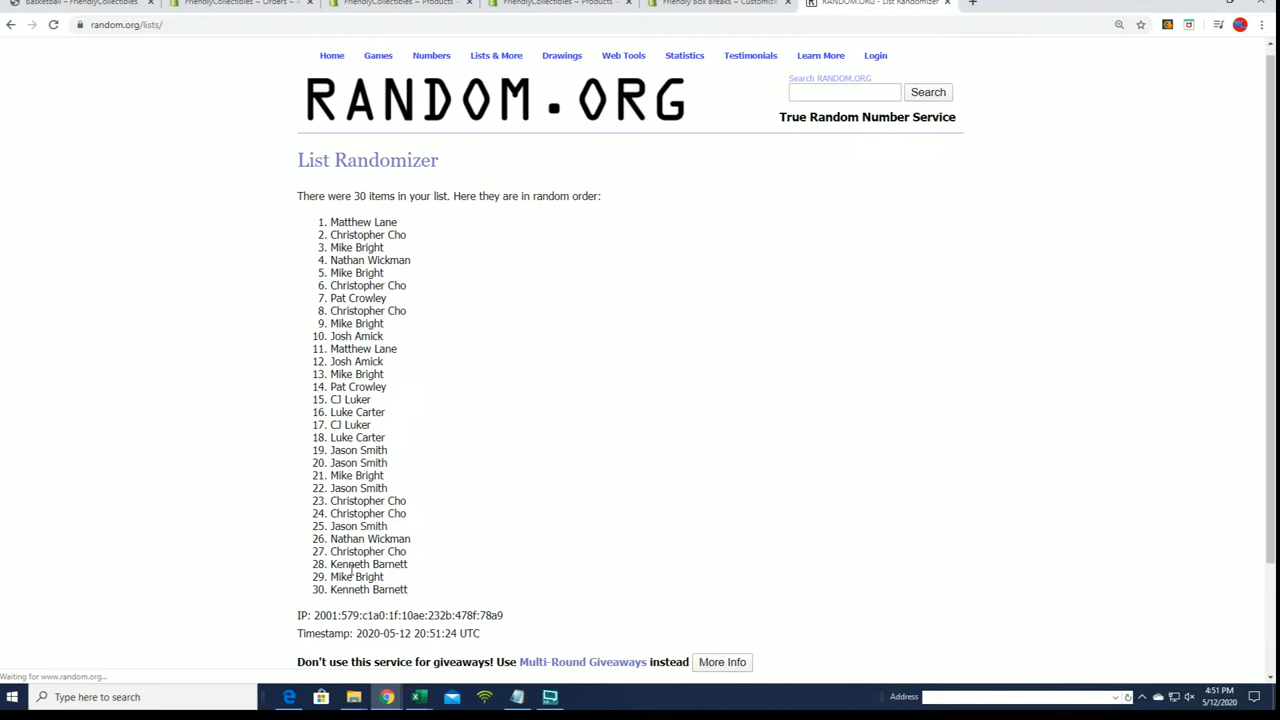 Basketball – FriendlyCollectibles
FriendlyCollectibles ~ Orders ~
FriendlyCollectibles ~ Products
FriendlyCollectibles ~ Products
Friendly Box Breaks ~ Customiz
RANDOM.ORG - List Randomizer
random.org/lists/
Home Games Numbers Lists & More Drawings Web Tools Statistics Testimonials Learn More Login
RANDOM.ORG
Search RANDOM.ORG
Search
True Random Number Service
List Randomizer
There were 30 items in your list. Here they are in random order:
1. Matthew Lane
2. Christopher Cho
3. Mike Bright
4. Nathan Wickman
5. Mike Bright
6. Christopher Cho
7. Pat Crowley
8. Christopher Cho
9. Mike Bright
10. Josh Amick
11. Matthew Lane
12. Josh Amick
13. Mike Bright
14. Pat Crowley
15. CJ Luker
16. Luke Carter
17. CJ Luker
18. Luke Carter
19. Jason Smith
20. Jason Smith
21. Mike Bright
22. Jason Smith
23. Christopher Cho
24. Christopher Cho
25. Jason Smith
26. Nathan Wickman
27. Christopher Cho
28. Kenneth Barnett
29. Mike Bright
30. Kenneth Barnett
IP: 2001:579:c1a0:1f:10ae:232b:478f:78a9
Timestamp: 2020-05-12 20:51:24 UTC
Don't use this service for giveaways! Use Multi-Round Giveaways instead More Info
Waiting for www.random.org...
Type here to search
Address
4:51 PM
5/12/2020